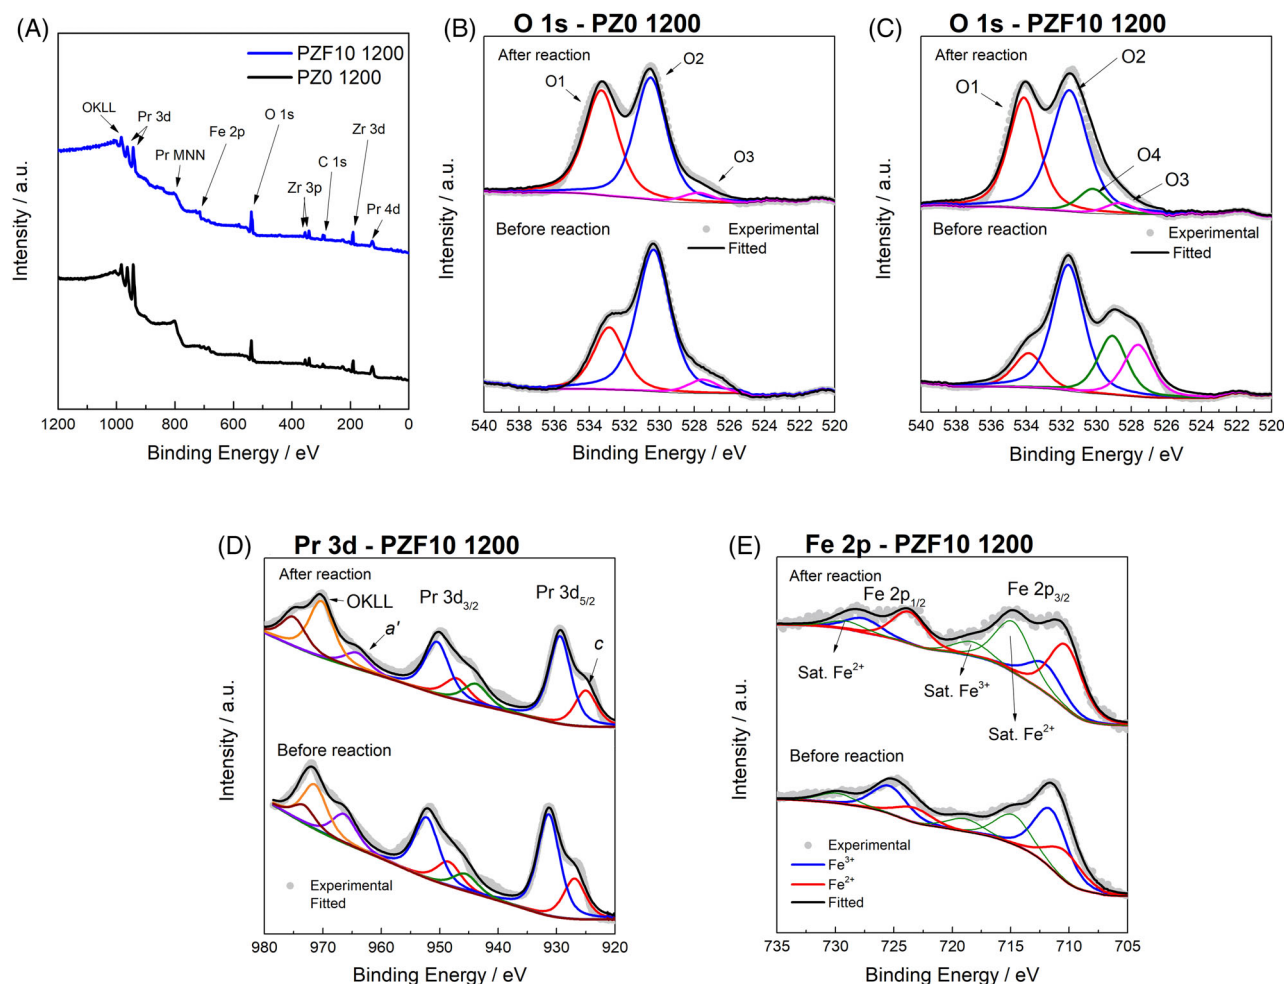 (A)
PZF10 1200
PZ0 1200
OKLL
Pr 3d
Pr MNN
Fe 2p
O 1s
Zr 3p
C 1s
Zr 3d
Pr 4d
Intensity / a.u.
1200 1000 800 600 400 200 0
Binding Energy / eV
(B)
O 1s - PZ0 1200
After reaction
O1
O2
O3
Before reaction
Experimental
Fitted
Intensity / a.u.
540 538 536 534 532 530 528 526 524 522 520
Binding Energy / eV
(C)
O 1s - PZF10 1200
After reaction
O1
O2
O4
O3
Before reaction
Experimental
Fitted
Intensity / a.u.
540 538 536 534 532 530 528 526 524 522 520
Binding Energy / eV
(D)
Pr 3d - PZF10 1200
After reaction
OKLL
a'
Pr 3d3/2
Pr 3d5/2
c
Before reaction
Experimental
Fitted
Intensity / a.u.
980 970 960 950 940 930 920
Binding Energy / eV
(E)
Fe 2p - PZF10 1200
After reaction
Fe 2p1/2
Fe 2p3/2
Sat. Fe2+
Sat. Fe3+
Sat. Fe2+
Before reaction
Experimental
Fe3+
Fe2+
Fitted
Intensity / a.u.
735 730 725 720 715 710 705
Binding Energy / eV